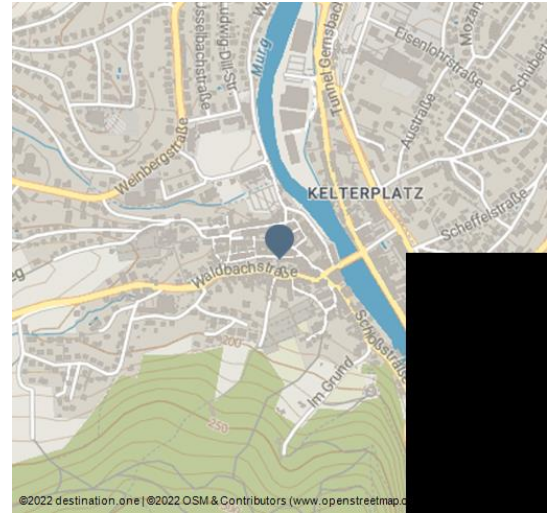 Ludwig-Dill-Str.
Murg
Tunnel Gernsbach
Eisenlohrstraße
Austraße
Weinbergstraße
KELTERPLATZ
Scheffelstraße
Waldbachstraße
Schloßstraße
200
Im Grund
250
©2022 destination.one | ©2022 OSM & Contributors (www.openstreetmap.